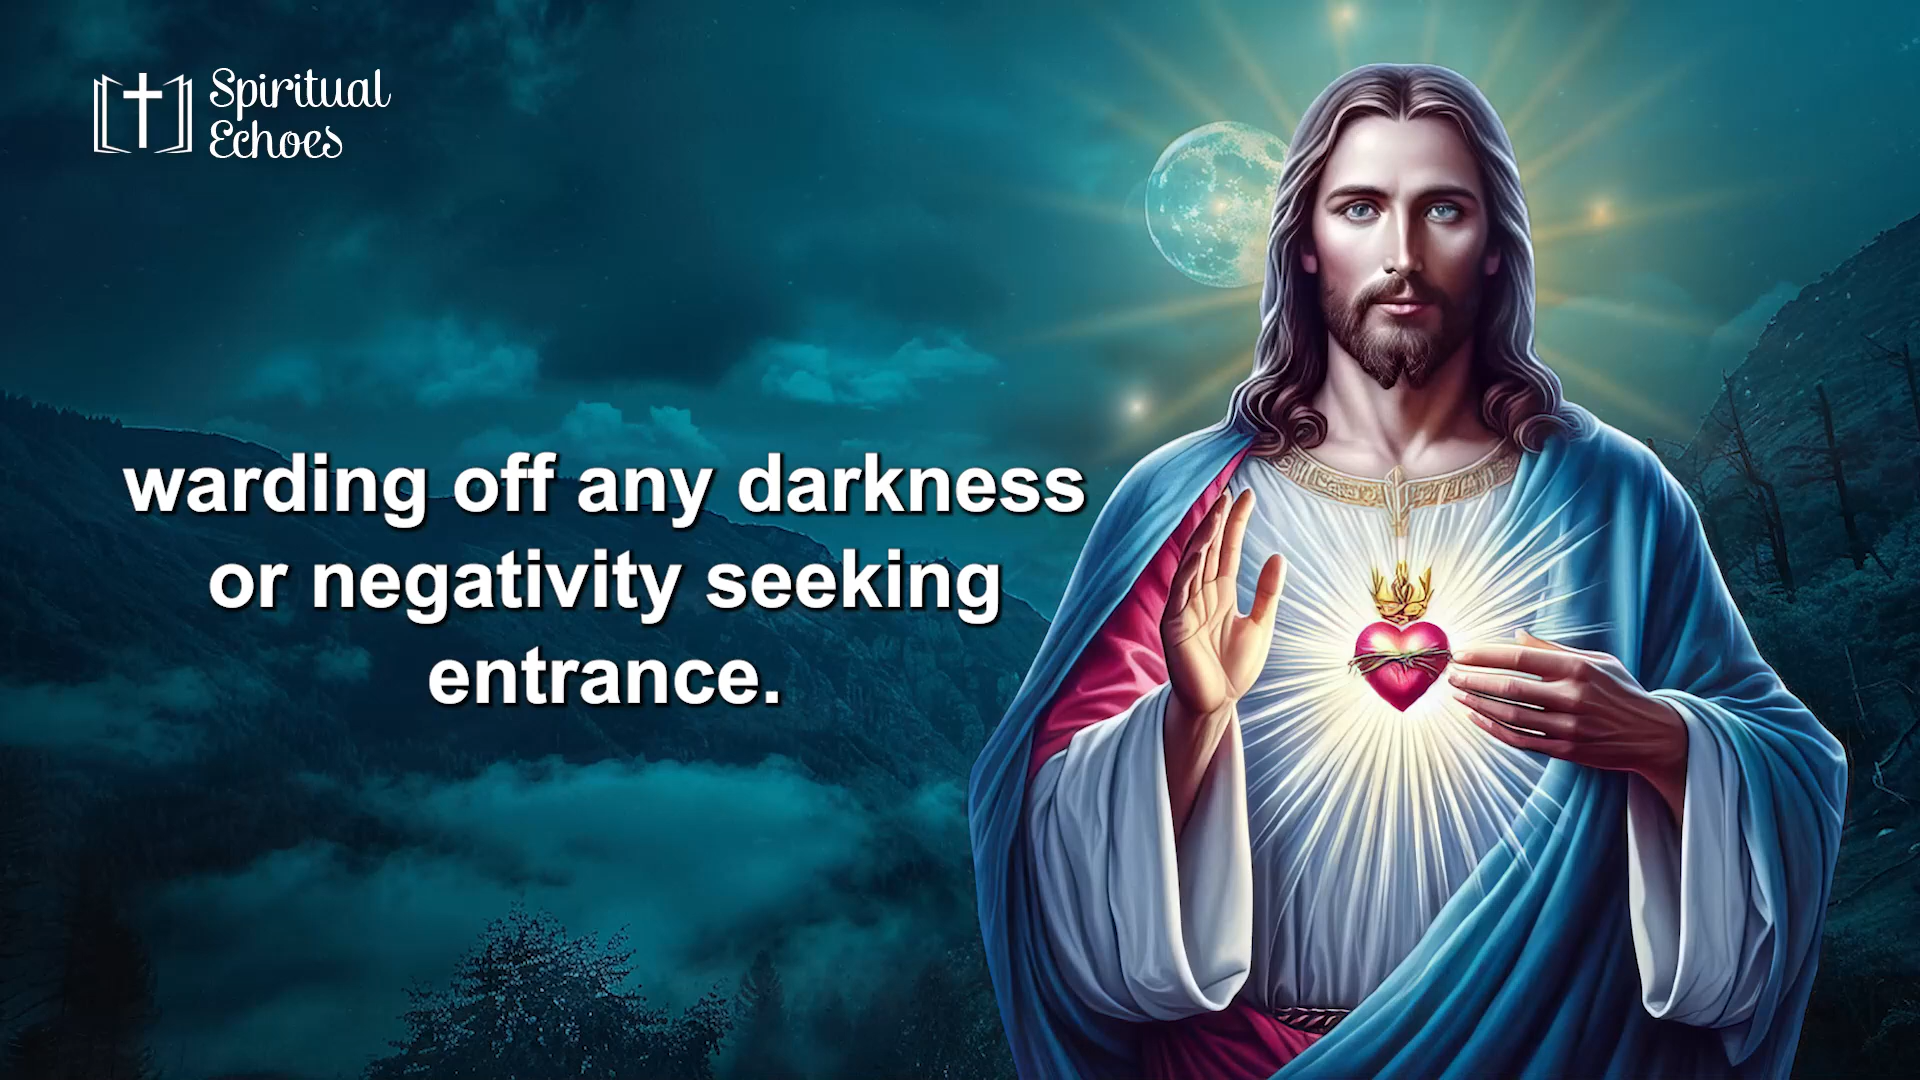 Spiritual
Echoes
warding off any darkness
or negativity seeking
entrance.